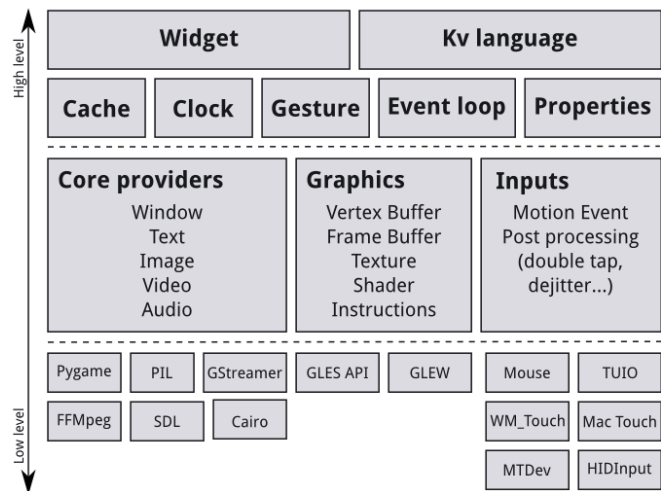 High level
Widget
Kv language
Cache
Clock
Gesture
Event loop
Properties
Core providers
Window
Text
Image
Video
Audio
Graphics
Vertex Buffer
Frame Buffer
Texture
Shader
Instructions
Inputs
Motion Event
Post processing
(double tap,
dejitter...)
Pygame
PIL
GStreamer
GLES API
GLEW
Mouse
TUIO
FFMpeg
SDL
Cairo
WM_Touch
Mac Touch
MTDev
HIDInput
Low level